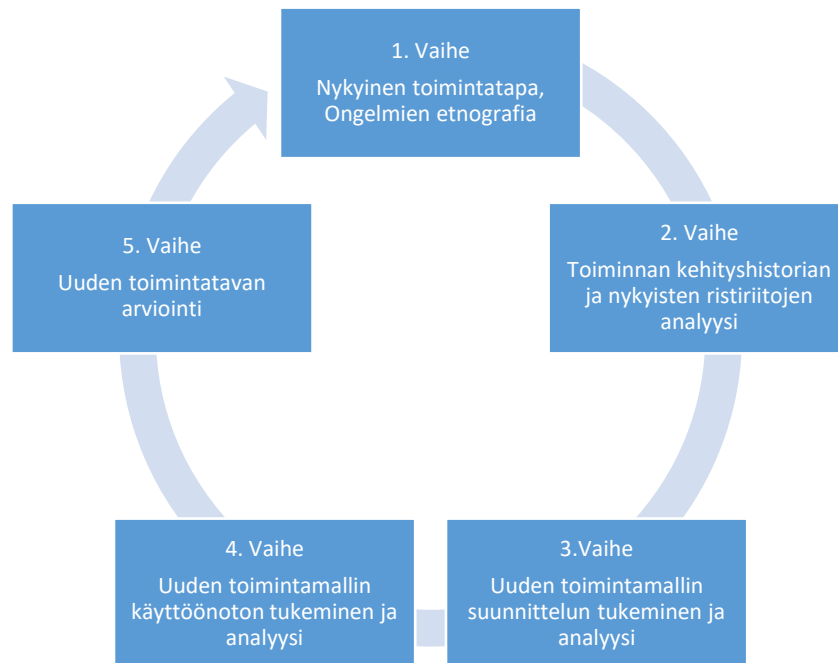 1. Vaihe
Nykyinen toimintatapa,
Ongelmien etnografia
2. Vaihe
Toiminnan kehityshistorian
ja nykyisten ristiriitojen
analyysi
3.Vaihe
Uuden toimintamallin
suunnittelun tukeminen ja
analyysi
4. Vaihe
Uuden toimintamallin
käyttöönoton tukeminen ja
analyysi
5. Vaihe
Uuden toimintatavan
arviointi